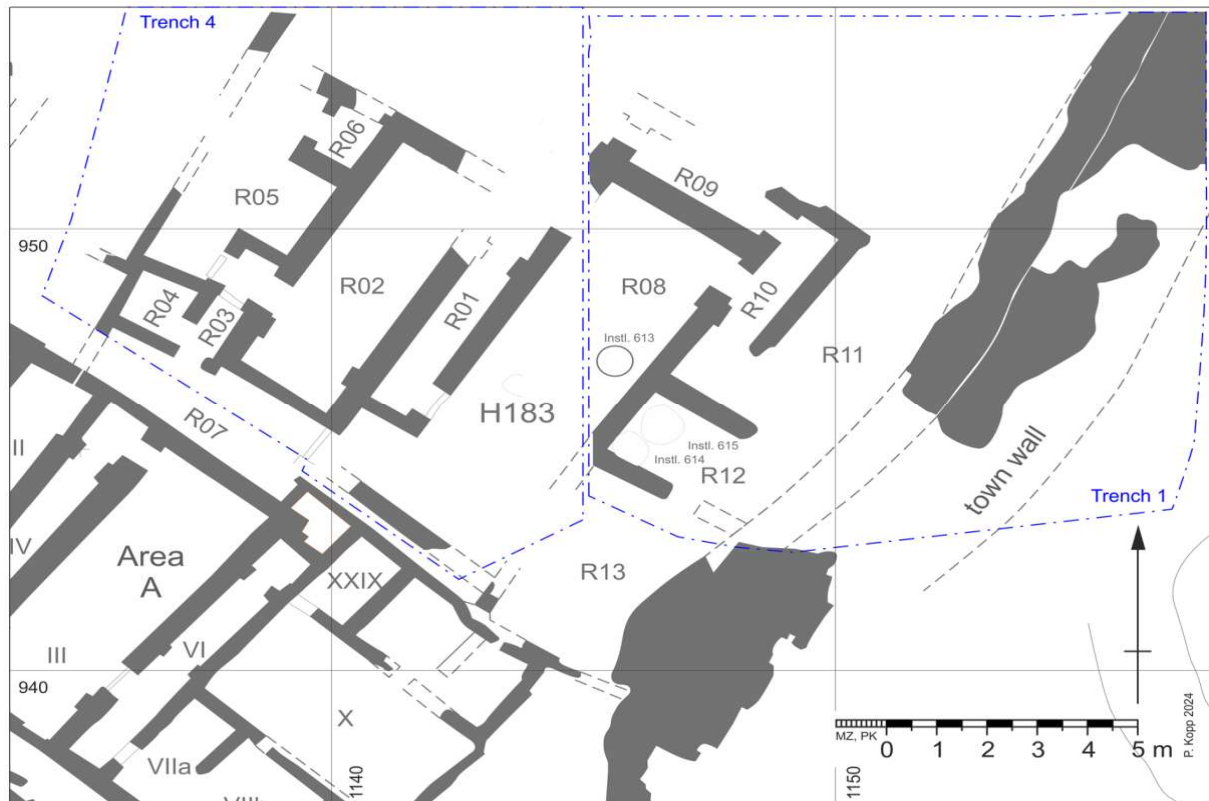 Trench 4
R06
R09
R05
950
R02
R08
R10
R04
R01
R03
Instl. 613
R11
H183
R07
II
Instl. 615
Instl. 614
R12
town wall
Trench 1
IV
Area
A
R13
XXIX
III
VI
940
X
MZ, PK
0 1 2 3 4 5 m
P. Kopp 2024
VIIa
1140
1150